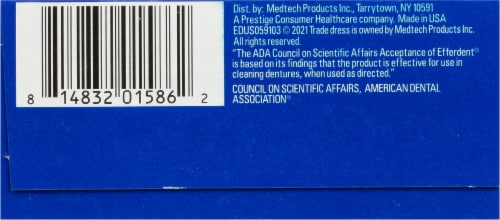 Dist. by: Medtech Products Inc., Tarrytown, NY 10591
A Prestige Consumer Healthcare company. Made in USA
EDUS059103 © 2021 Trade dress is owned by Medtech Products Inc.
All rights reserved.
"The ADA Council on Scientific Affairs Acceptance of Efferdent®
is based on its findings that the product is effective for use in
cleaning dentures, when used as directed."
COUNCIL ON SCIENTIFIC AFFAIRS, AMERICAN DENTAL
ASSOCIATION®
8 14832 01586 2